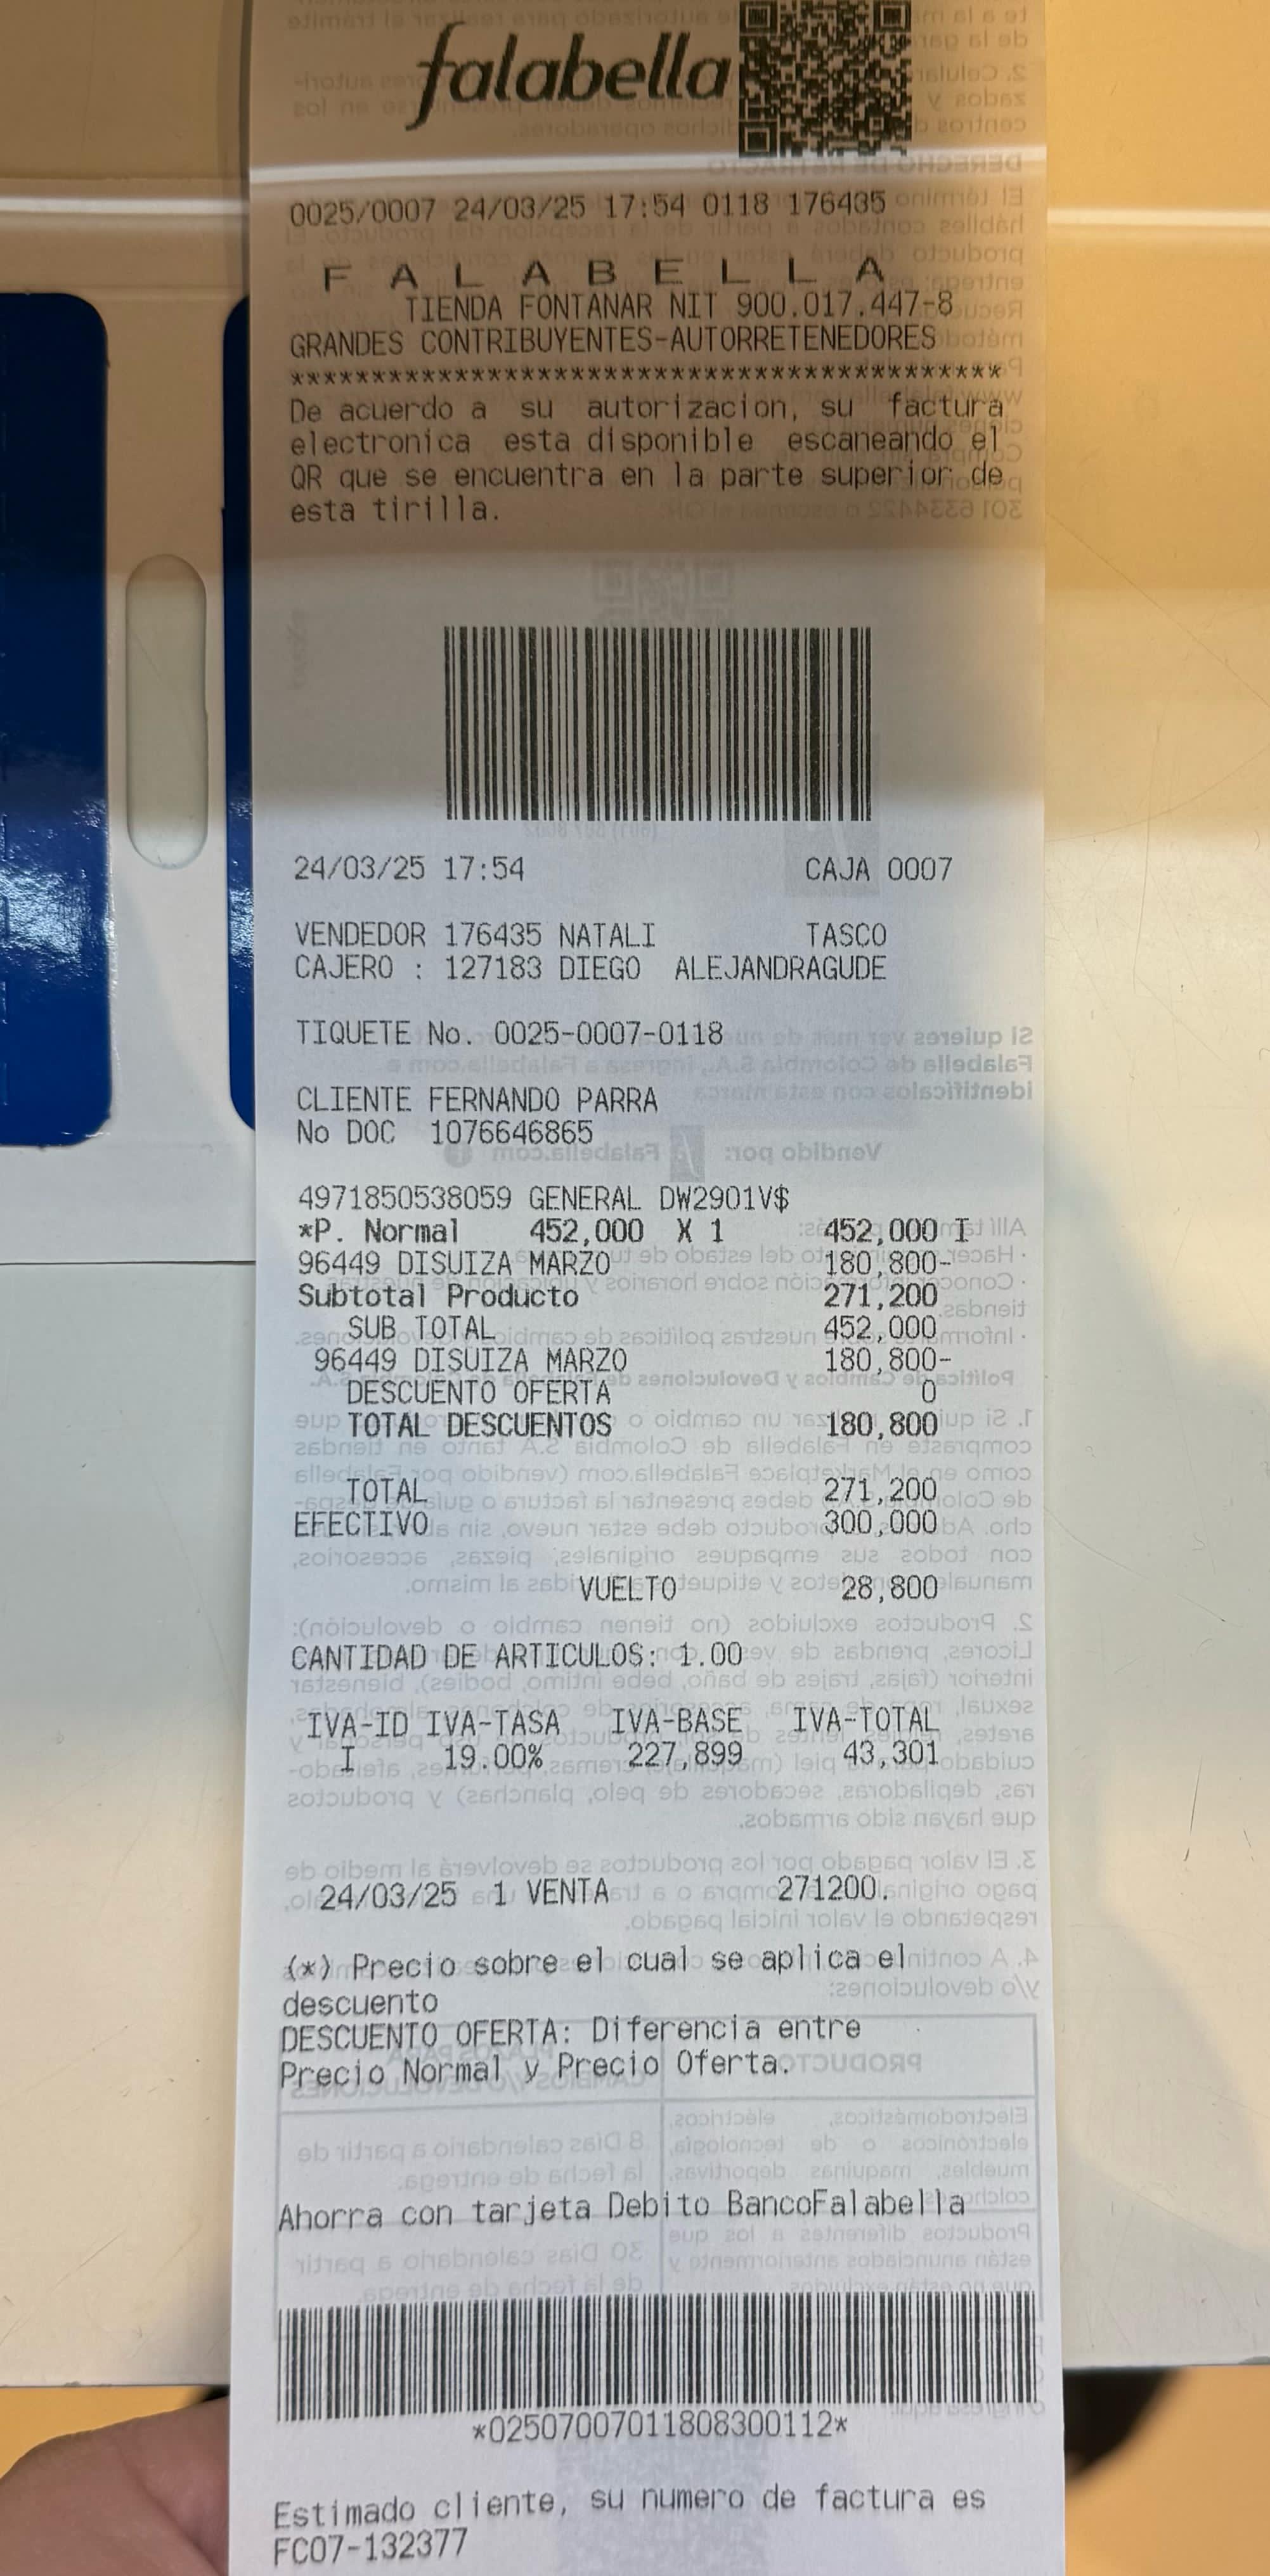 falabella
0025/0007 24/03/25 17:54 0118 176435
F A L A B E L L A
TIENDA FONTANAR NIT 900.017.447-8
GRANDES CONTRIBUYENTES-AUTORRETENEDORES
*******************************************
De acuerdo a su autorizacion, su factura
electronica esta disponible escaneando el
QR que se encuentra en la parte superior de
esta tirilla.
24/03/25 17:54 CAJA 0007
VENDEDOR 176435 NATALI TASCO
CAJERO : 127183 DIEGO ALEJANDRAGUDE
TIQUETE No. 0025-0007-0118
CLIENTE FERNANDO PARRA
No DOC 1076646865
4971850538059 GENERAL DW2901V$
*P. Normal 452,000 X 1 452,000 I
96449 DISUIZA MARZO 180,800-
Subtotal Producto 271,200
SUB TOTAL 452,000
96449 DISUIZA MARZO 180,800-
DESCUENTO OFERTA 0
TOTAL DESCUENTOS 180,800
TOTAL 271,200
EFECTIVO 300,000
VUELTO 28,800
CANTIDAD DE ARTICULOS: 1.00
IVA-ID IVA-TASA IVA-BASE IVA-TOTAL
I 19.00% 227,899 43,301
24/03/25 1 VENTA 271200.
(*) Precio sobre el cual se aplica el
descuento
DESCUENTO OFERTA: Diferencia entre
Precio Normal y Precio Oferta.
Ahorra con tarjeta Debito BancoFalabella
*025070070118083001​12*
Estimado cliente, su numero de factura es
FC07-132377